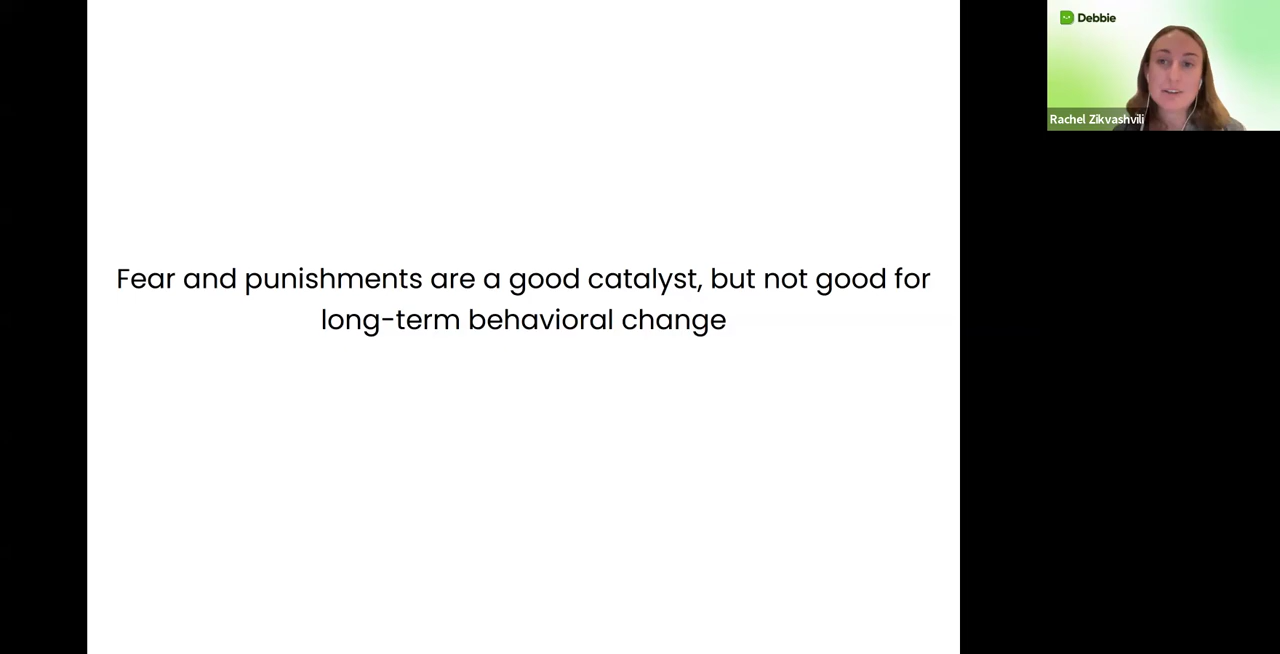 Fear and punishments are a good catalyst, but not good for
long-term behavioral change
Debbie
Rachel Zikvashvili